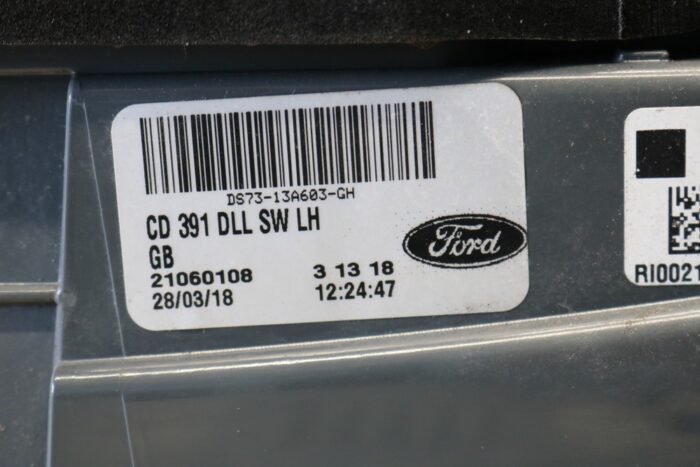 DS73-13A603-GH
CD 391 DLL SW LH
GB
21060108 3 13 18
28/03/18 12:24:47
Ford
RI0021